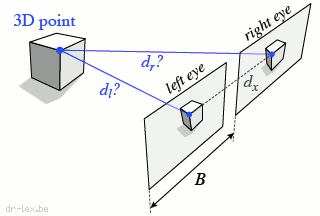 3D point
right eye
d_r?
left eye
d_l?
d_x
B
dr-lex.be